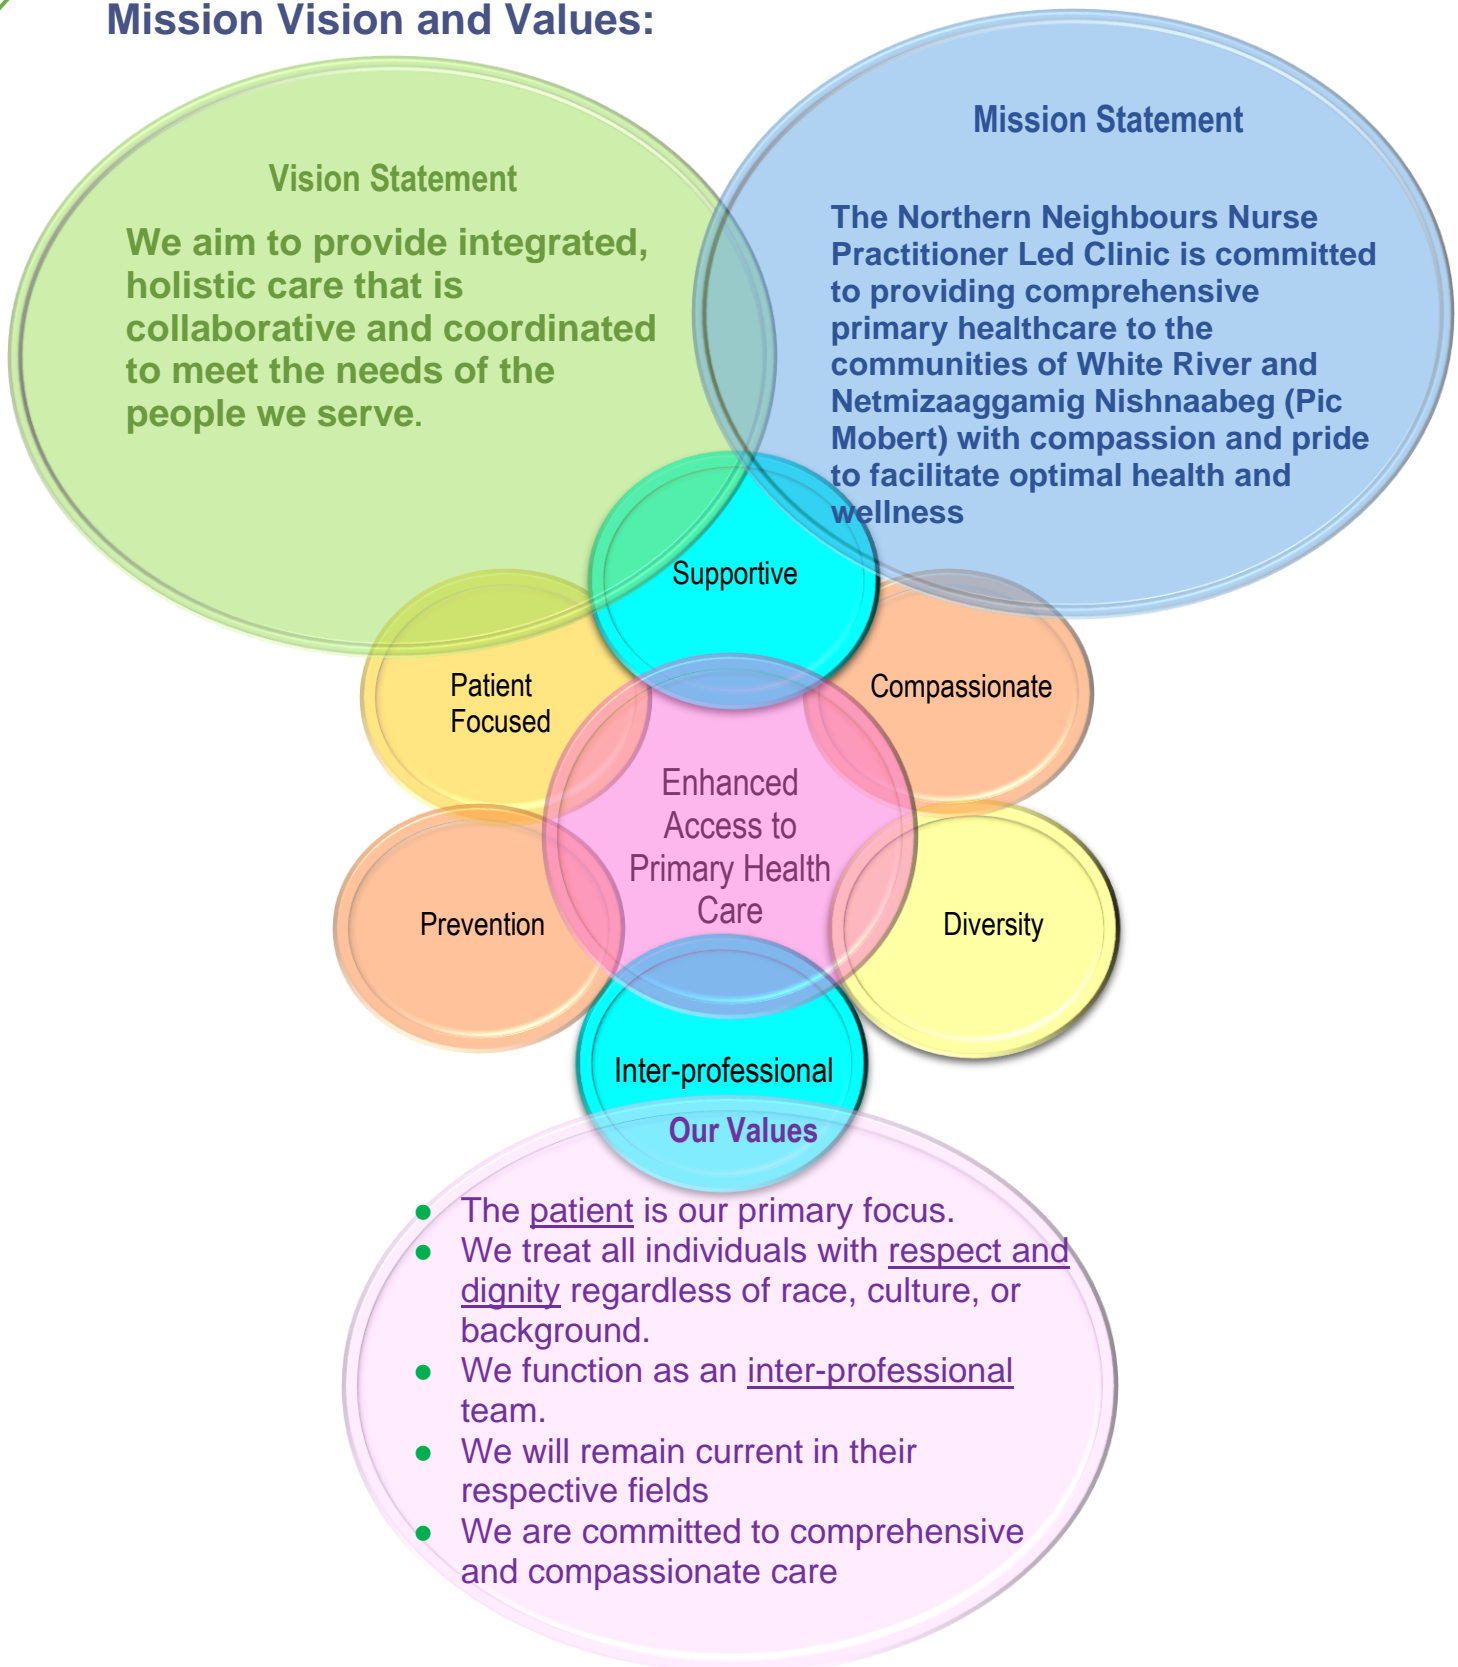 Mission Vision and Values:
Vision Statement
We aim to provide integrated,
holistic care that is
collaborative and coordinated
to meet the needs of the
people we serve.
Mission Statement
The Northern Neighbours Nurse
Practitioner Led Clinic is committed
to providing comprehensive
primary healthcare to the
communities of White River and
Netmizaaggamig Nishnaabeg (Pic
Mobert) with compassion and pride
to facilitate optimal health and
wellness
Supportive
Patient
Focused
Compassionate
Enhanced
Access to
Primary Health
Care
Prevention
Diversity
Inter-professional
Our Values
● The patient is our primary focus.
● We treat all individuals with respect and
dignity regardless of race, culture, or
background.
● We function as an inter-professional
team.
● We will remain current in their
respective fields
● We are committed to comprehensive
and compassionate care